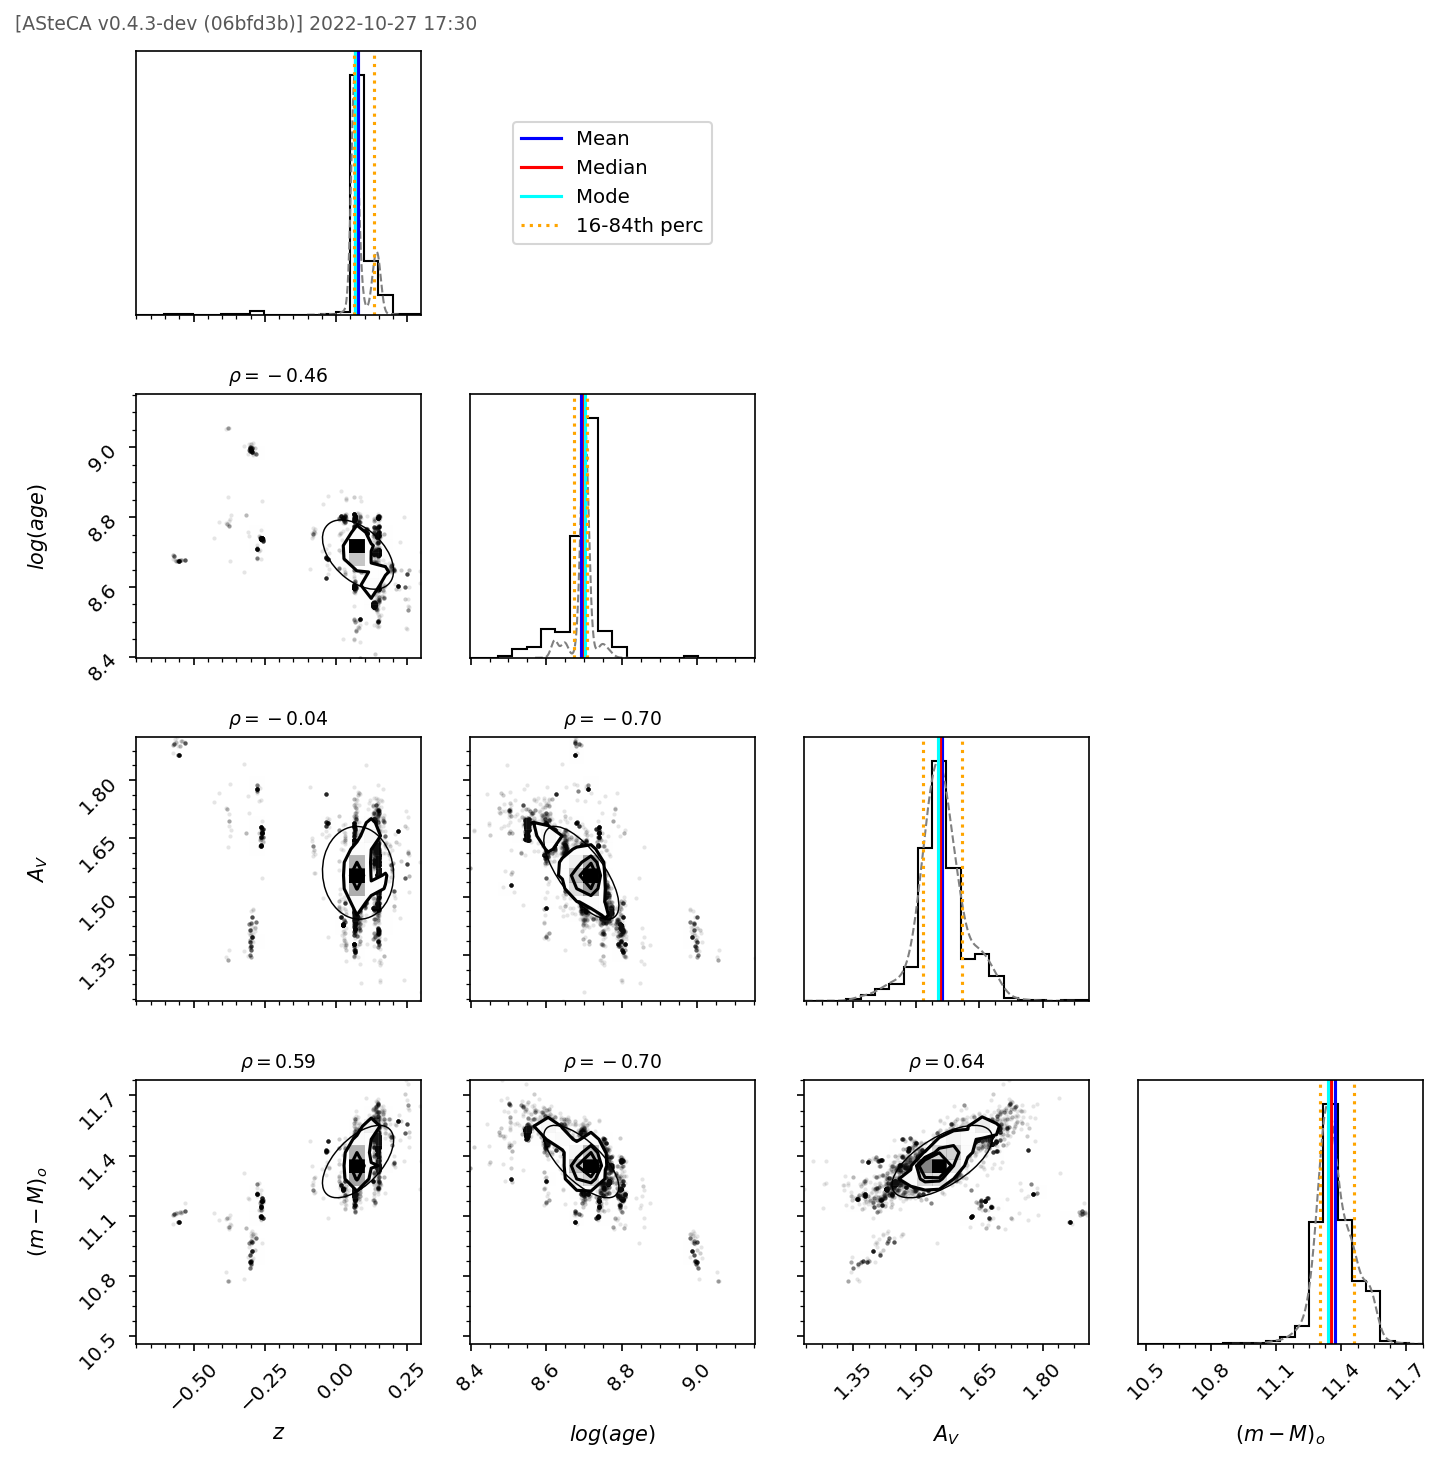 [ASteCA v0.4.3-dev (06bfd3b)] 2022-10-27 17:30
Mean
Median
Mode
16-84th perc
ρ = −0.46
log(age)
9.0
8.8
8.6
8.4
ρ = −0.04
ρ = −0.70
A_V
1.80
1.65
1.50
1.35
ρ = 0.59
ρ = −0.70
ρ = 0.64
(m − M)_o
11.7
11.4
11.1
10.8
10.5
−0.50 −0.25 0.00 0.25
8.4 8.6 8.8 9.0
1.35 1.50 1.65 1.80
10.5 10.8 11.1 11.4 11.7
z
log(age)
A_V
(m − M)_o